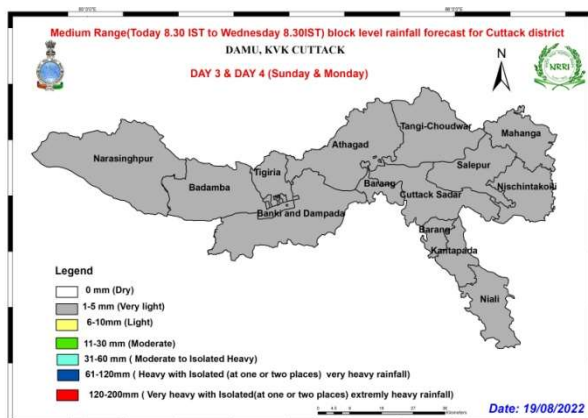 Medium Range(Today 8.30 IST to Wednesday 8.30IST) block level rainfall forecast for Cuttack district
DAMU, KVK CUTTACK
DAY 3 & DAY 4 (Sunday & Monday)
N
NRRI
Tangi-Choudwar
Mahanga
Athagad
Narasinghpur
Salepur
Tigiria
Badamba
Barang
Nischintakoili
Cuttack Sadar
Banki and Dampada
Barang
Kantapada
Niali
Legend
0 mm (Dry)
1-5 mm (Very light)
6-10mm (Light)
11-30 mm (Moderate)
31-60 mm ( Moderate to Isolated Heavy)
61-120mm ( Heavy with Isolated (at one or two places) very heavy rainfall)
120-200mm ( Very heavy with Isolated(at one or two places) extremly heavy rainfall)
Kilometers
Date: 19/08/2022